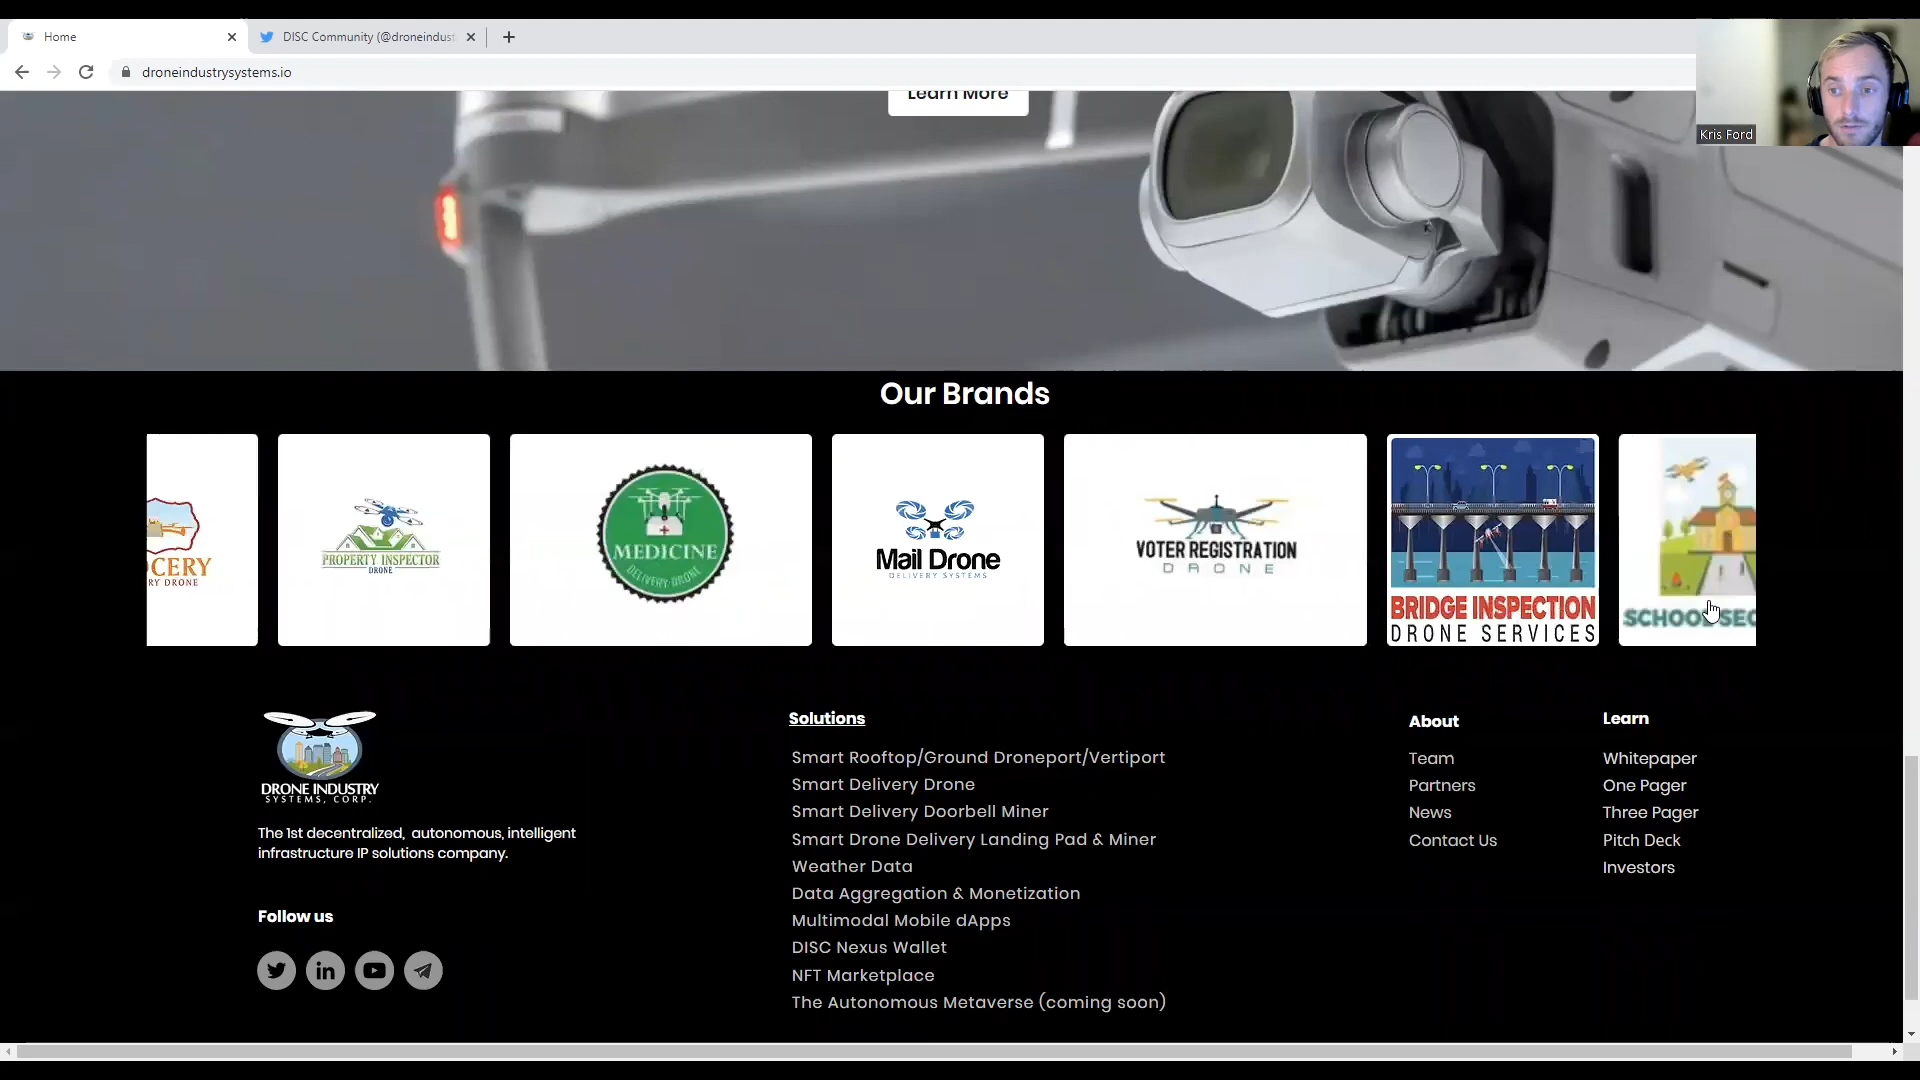 Home
DISC Community (@droneindust
droneindustrysystems.io
Kris Ford
Learn More
Our Brands
OCERY
RY DRONE
PROPERTY INSPECTOR
DRONE
MEDICINE
DELIVERY DRONE
Mail Drone
DELIVERY SYSTEMS
VOTER REGISTRATION
DRONE
BRIDGE INSPECTION
DRONE SERVICES
SCHOOL SEC
DRONE INDUSTRY
SYSTEMS, CORP.
The 1st decentralized, autonomous, intelligent
infrastructure IP solutions company.
Follow us
Solutions
Smart Rooftop/Ground Droneport/Vertiport
Smart Delivery Drone
Smart Delivery Doorbell Miner
Smart Drone Delivery Landing Pad & Miner
Weather Data
Data Aggregation & Monetization
Multimodal Mobile dApps
DISC Nexus Wallet
NFT Marketplace
The Autonomous Metaverse (coming soon)
About
Team
Partners
News
Contact Us
Learn
Whitepaper
One Pager
Three Pager
Pitch Deck
Investors